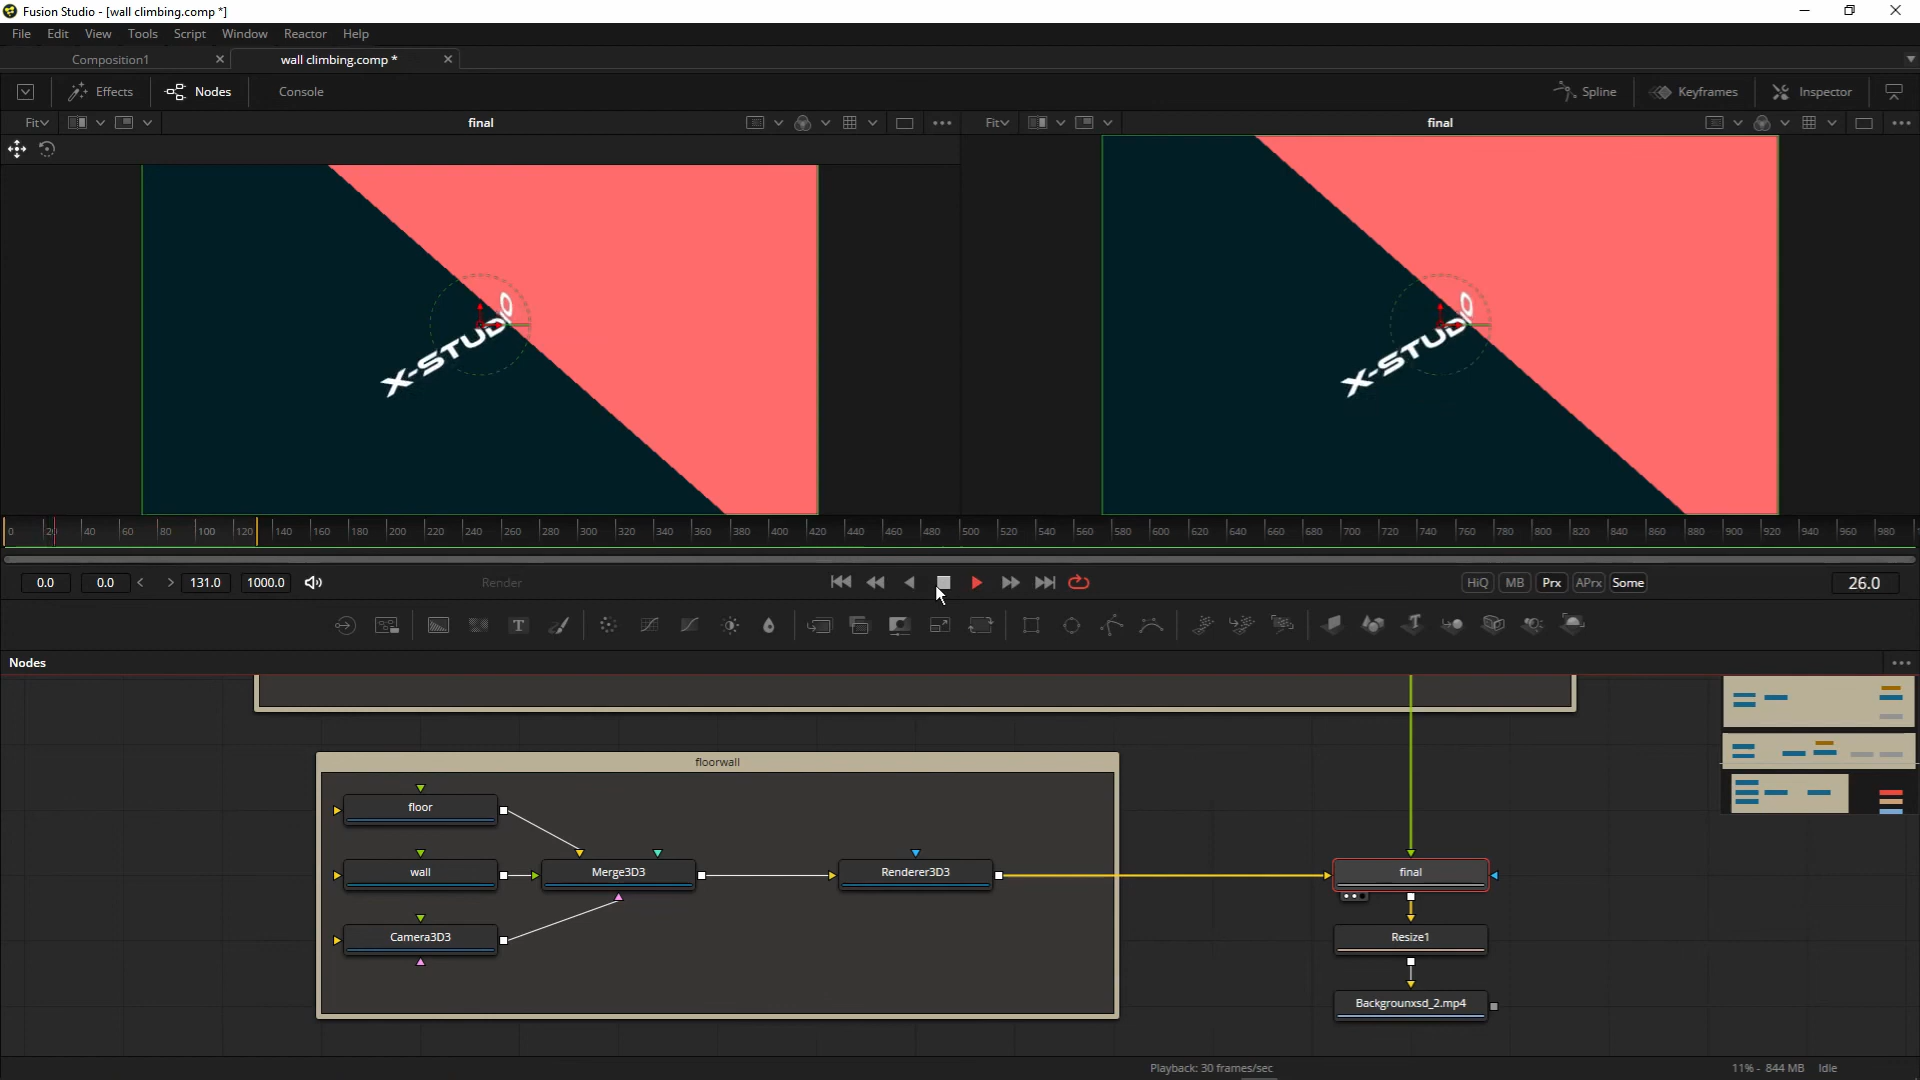 Fusion Studio - [wall climbing.comp *]
File Edit View Tools Script Window Reactor Help
Composition1 wall climbing.comp *
Effects Nodes Console Spline Keyframes Inspector
Fit final Fit final
X-STUDIO X-STUDIO
0 20 40 60 80 100 120 140 160 180 200 220 240 260 280 300 320 340 360 380 400 420 440 460 480 500 520 540 560 580 600 620 640 660 680 700 720 740 760 780 800 820 840 860 880 900 920 940 960 980
0.0 0.0 < > 131.0 1000.0 Render HiQ MB Prx APrx Some 26.0
T T
Nodes
floorwall
floor
wall Merge3D3 Renderer3D3 final
Camera3D3 Resize1
Backgrounxsd_2.mp4
Playback: 30 frames/sec 11% - 844 MB Idle